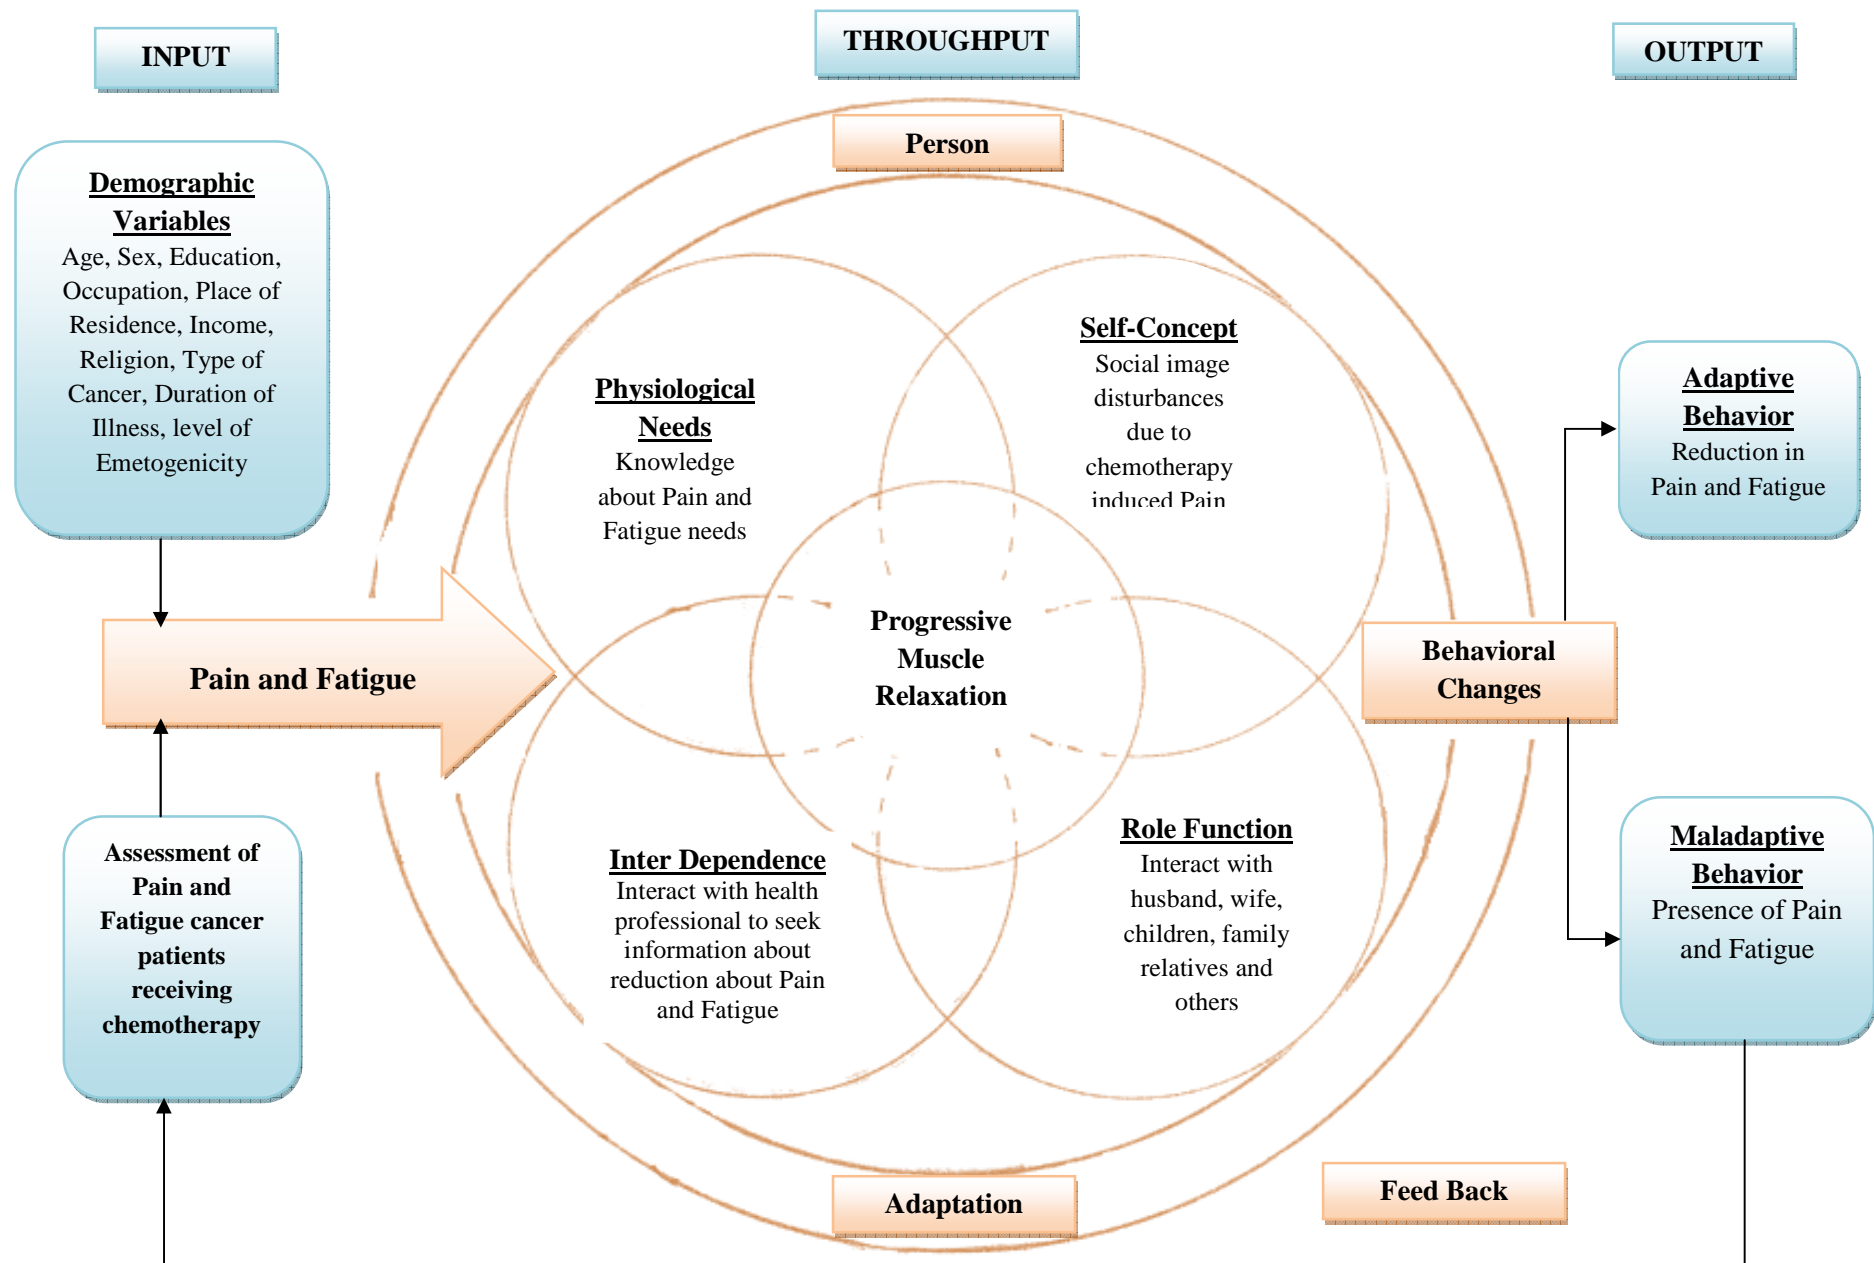 INPUT
THROUGHPUT
OUTPUT
Person
Demographic
Variables
Age, Sex, Education,
Occupation, Place of
Residence, Income,
Religion, Type of
Cancer, Duration of
Illness, level of
Emetogenicity
Pain and Fatigue
Assessment of
Pain and
Fatigue cancer
patients
receiving
chemotherapy
Physiological
Needs
Knowledge
about Pain and
Fatigue needs
Self-Concept
Social image
disturbances
due to
chemotherapy
induced Pain
Progressive
Muscle
Relaxation
Inter Dependence
Interact with health
professional to seek
information about
reduction about Pain
and Fatigue
Role Function
Interact with
husband, wife,
children, family
relatives and
others
Behavioral
Changes
Adaptive
Behavior
Reduction in
Pain and Fatigue
Maladaptive
Behavior
Presence of Pain
and Fatigue
Adaptation
Feed Back